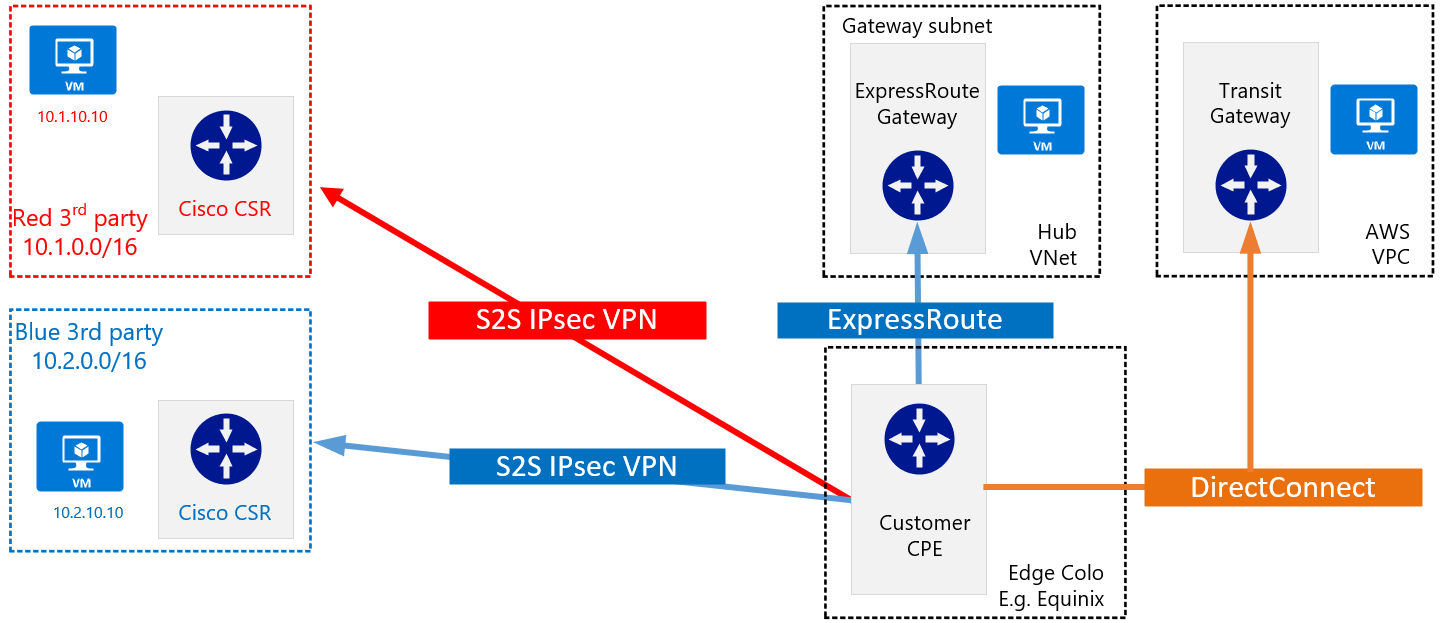 VM
10.1.10.10
Cisco CSR
Red 3rd party
10.1.0.0/16
Blue 3rd party
10.2.0.0/16
VM
10.2.10.10
Cisco CSR
S2S IPsec VPN
S2S IPsec VPN
Gateway subnet
ExpressRoute
Gateway
VM
Hub
VNet
ExpressRoute
Customer
CPE
Edge Colo
E.g. Equinix
Transit
Gateway
VM
AWS
VPC
DirectConnect